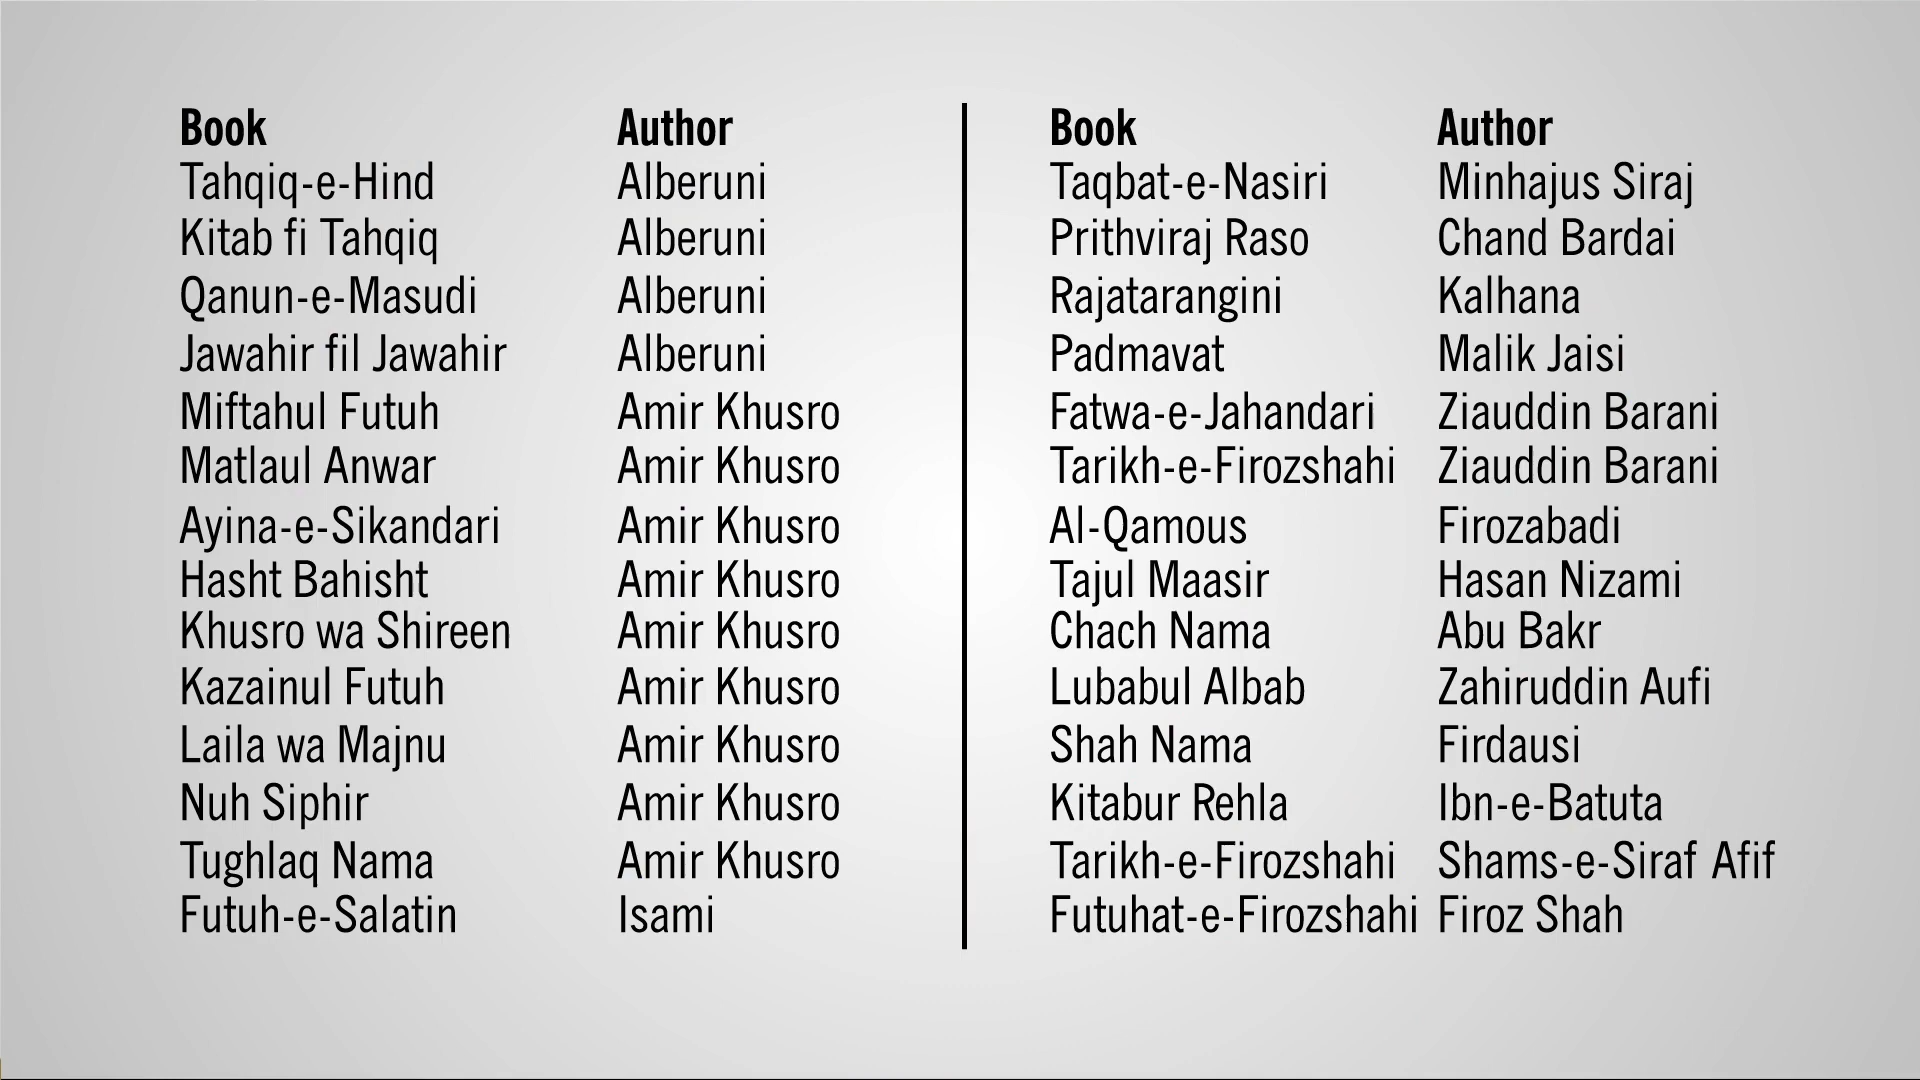 Book Author
Tahqiq-e-Hind Alberuni
Kitab fi Tahqiq Alberuni
Qanun-e-Masudi Alberuni
Jawahir fil Jawahir Alberuni
Miftahul Futuh Amir Khusro
Matlaul Anwar Amir Khusro
Ayina-e-Sikandari Amir Khusro
Hasht Bahisht Amir Khusro
Khusro wa Shireen Amir Khusro
Kazainul Futuh Amir Khusro
Laila wa Majnu Amir Khusro
Nuh Siphir Amir Khusro
Tughlaq Nama Amir Khusro
Futuh-e-Salatin Isami
Book Author
Taqbat-e-Nasiri Minhajus Siraj
Prithviraj Raso Chand Bardai
Rajatarangini Kalhana
Padmavat Malik Jaisi
Fatwa-e-Jahandari Ziauddin Barani
Tarikh-e-Firozshahi Ziauddin Barani
Al-Qamous Firozabadi
Tajul Maasir Hasan Nizami
Chach Nama Abu Bakr
Lubabul Albab Zahiruddin Aufi
Shah Nama Firdausi
Kitabur Rehla Ibn-e-Batuta
Tarikh-e-Firozshahi Shams-e-Siraf Afif
Futuhat-e-Firozshahi Firoz Shah